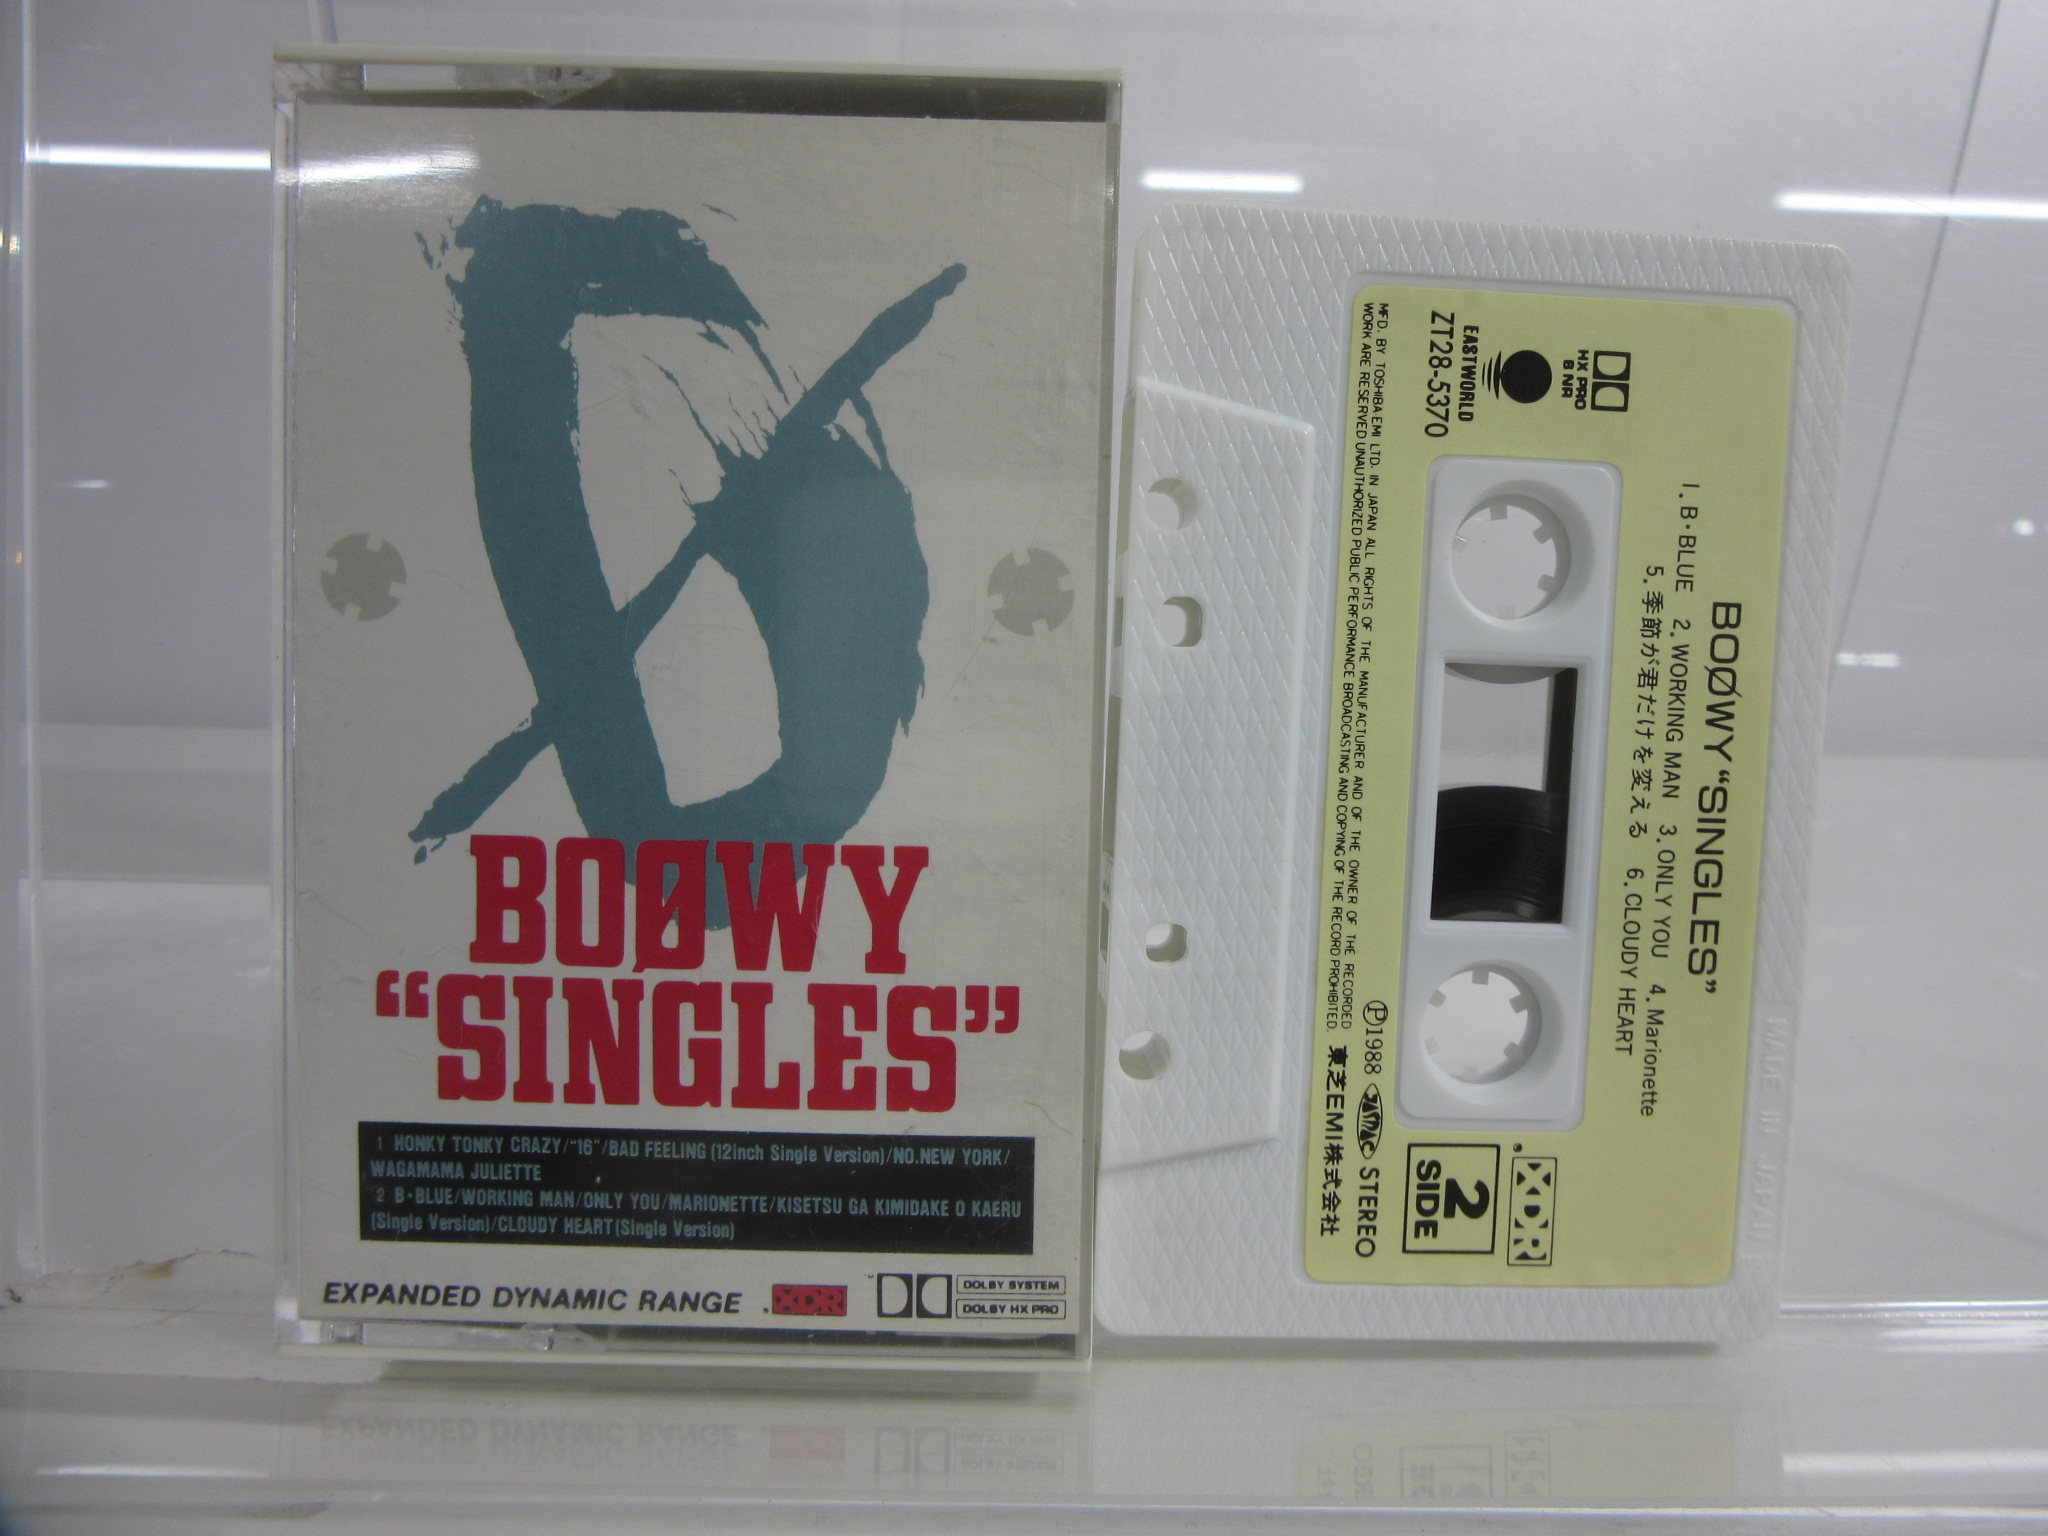 BOØWY
“SINGLES”
1 HONKY TONKY CRAZY/“16”/BAD FEELING (12inch Single Version)/NO.NEW YORK/
WAGAMAMA JULIETTE
2 B・BLUE/WORKING MAN/ONLY YOU/MARIONETTE/KISETSU GA KIMIDAKE O KAERU
(Single Version)/CLOUDY HEART(Single Version)
EXPANDED DYNAMIC RANGE .XDR
DOLBY SYSTEM
DOLBY HX PRO
BOØWY “SINGLES”
1. B・BLUE 2. WORKING MAN 3. ONLY YOU 4. Marionette
5. 季節が君だけを変える 6. CLOUDY HEART
HX PRO
B NR
EASTWORLD
ZT28-5370
.XDR
2
SIDE
Ⓟ1988 JASRAC STEREO
MFD. BY TOSHIBA-EMI LTD. IN JAPAN ALL RIGHTS OF THE MANUFACTURER AND OF THE OWNER OF THE RECORDED
WORK ARE RESERVED UNAUTHORIZED PUBLIC PERFORMANCE BROADCASTING AND COPYING OF THE RECORD PROHIBITED.
東芝EMI株式会社
MADE IN JAPAN